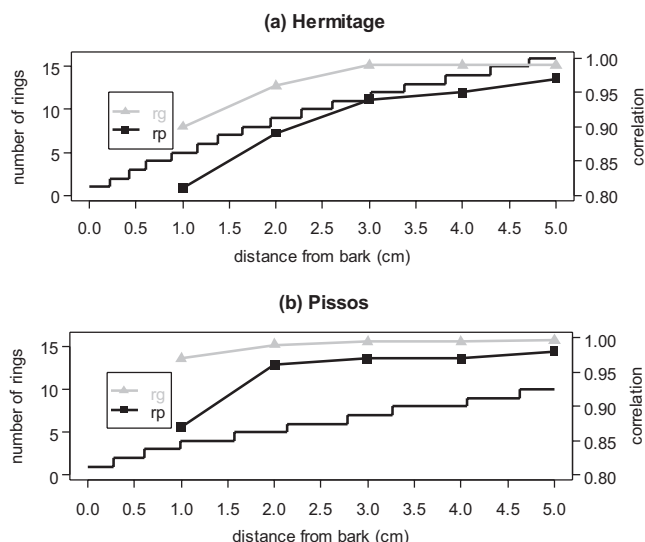 (a) Hermitage
number of rings
15
10
5
0
rg
rp
1.00
0.95
0.90
0.85
0.80
correlation
0.0 0.5 1.0 1.5 2.0 2.5 3.0 3.5 4.0 4.5 5.0
distance from bark (cm)
(b) Pissos
number of rings
15
10
5
0
rg
rp
1.00
0.95
0.90
0.85
0.80
correlation
0.0 0.5 1.0 1.5 2.0 2.5 3.0 3.5 4.0 4.5 5.0
distance from bark (cm)